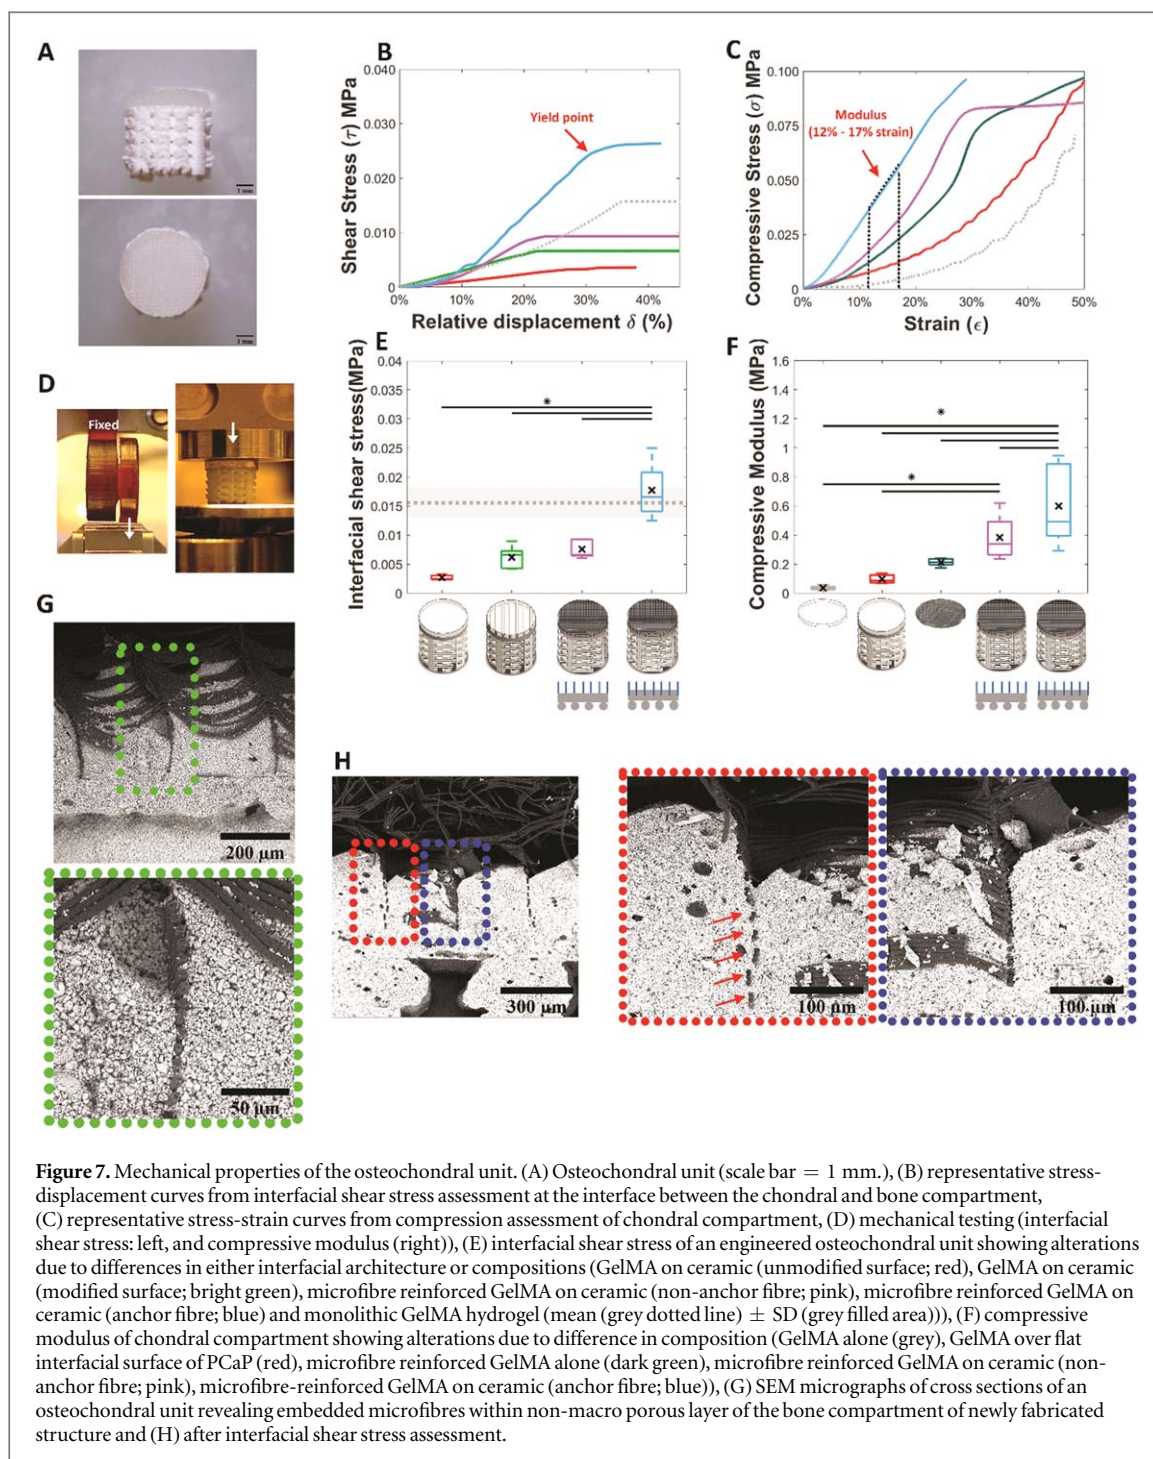 A
1 mm
1 mm
B
Shear Stress (τ) MPa
0.040
0.030
0.020
0.010
0
Yield point
0%
10%
20%
30%
40%
Relative displacement δ (%)
C
Compressive Stress (σ) MPa
0.100
0.075
0.050
0.025
0
Modulus
(12% - 17% strain)
0%
10%
20%
30%
40%
50%
Strain (ϵ)
D
Fixed
E
Interfacial shear stress(MPa)
0.04
0.035
0.03
0.025
0.02
0.015
0.01
0.005
0
*
F
Compressive Modulus (MPa)
1.6
1.4
1.2
1
0.8
0.6
0.4
0.2
0
*
*
G
200 µm
50 µm
H
300 µm
100 µm
100 µm
Figure 7. Mechanical properties of the osteochondral unit. (A) Osteochondral unit (scale bar = 1 mm.), (B) representative stress-
displacement curves from interfacial shear stress assessment at the interface between the chondral and bone compartment,
(C) representative stress-strain curves from compression assessment of chondral compartment, (D) mechanical testing (interfacial
shear stress: left, and compressive modulus (right)), (E) interfacial shear stress of an engineered osteochondral unit showing alterations
due to differences in either interfacial architecture or compositions (GelMA on ceramic (unmodified surface; red), GelMA on ceramic
(modified surface; bright green), microfibre reinforced GelMA on ceramic (non-anchor fibre; pink), microfibre reinforced GelMA on
ceramic (anchor fibre; blue) and monolithic GelMA hydrogel (mean (grey dotted line) ± SD (grey filled area))), (F) compressive
modulus of chondral compartment showing alterations due to difference in composition (GelMA alone (grey), GelMA over flat
interfacial surface of PCaP (red), microfibre reinforced GelMA alone (dark green), microfibre reinforced GelMA on ceramic (non-
anchor fibre; pink), microfibre-reinforced GelMA on ceramic (anchor fibre; blue)), (G) SEM micrographs of cross sections of an
osteochondral unit revealing embedded microfibres within non-macro porous layer of the bone compartment of newly fabricated
structure and (H) after interfacial shear stress assessment.